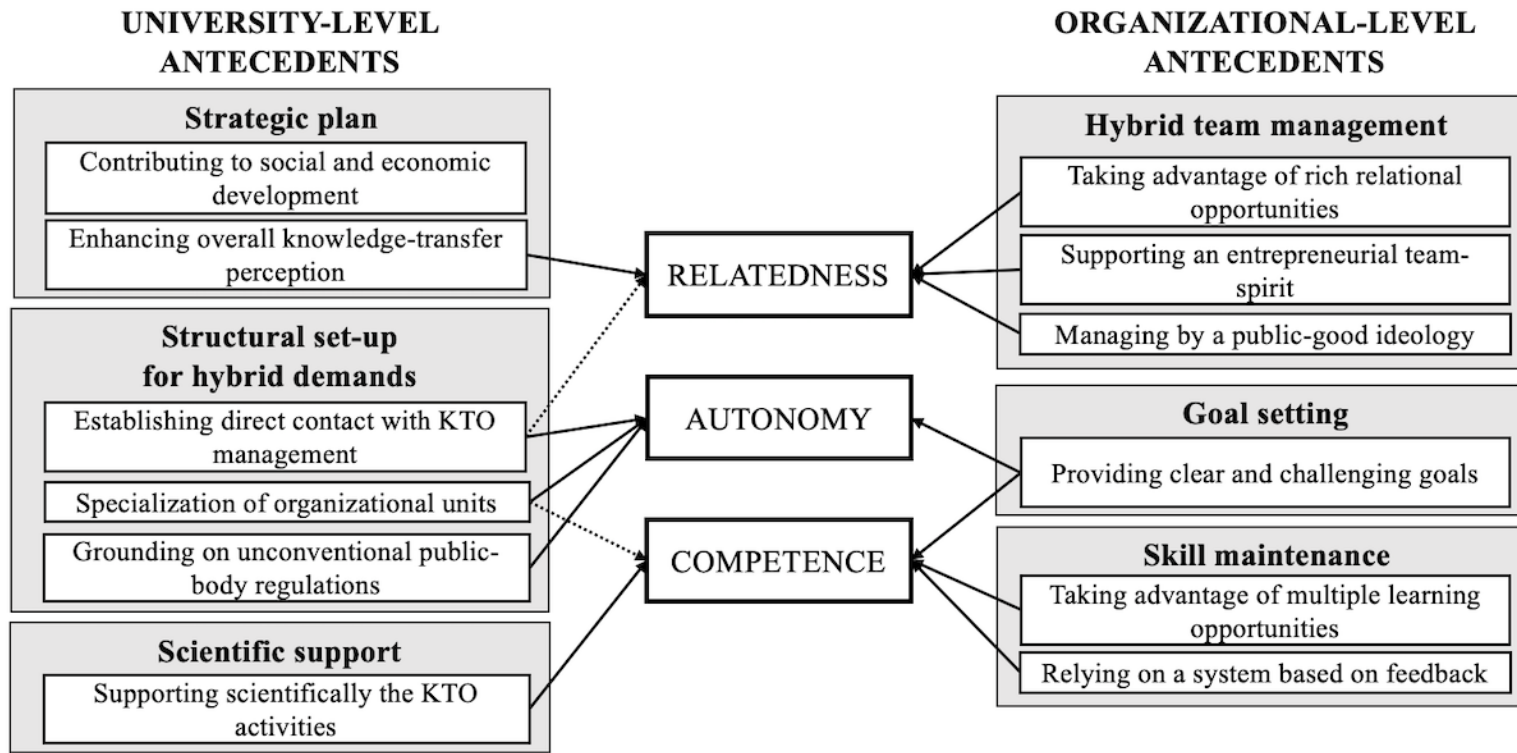 UNIVERSITY-LEVEL
ANTECEDENTS
Strategic plan
Contributing to social and economic
development
Enhancing overall knowledge-transfer
perception
Structural set-up
for hybrid demands
Establishing direct contact with KTO
management
Specialization of organizational units
Grounding on unconventional public-
body regulations
Scientific support
Supporting scientifically the KTO
activities
RELATEDNESS
AUTONOMY
COMPETENCE
ORGANIZATIONAL-LEVEL
ANTECEDENTS
Hybrid team management
Taking advantage of rich relational
opportunities
Supporting an entrepreneurial team-
spirit
Managing by a public-good ideology
Goal setting
Providing clear and challenging goals
Skill maintenance
Taking advantage of multiple learning
opportunities
Relying on a system based on feedback